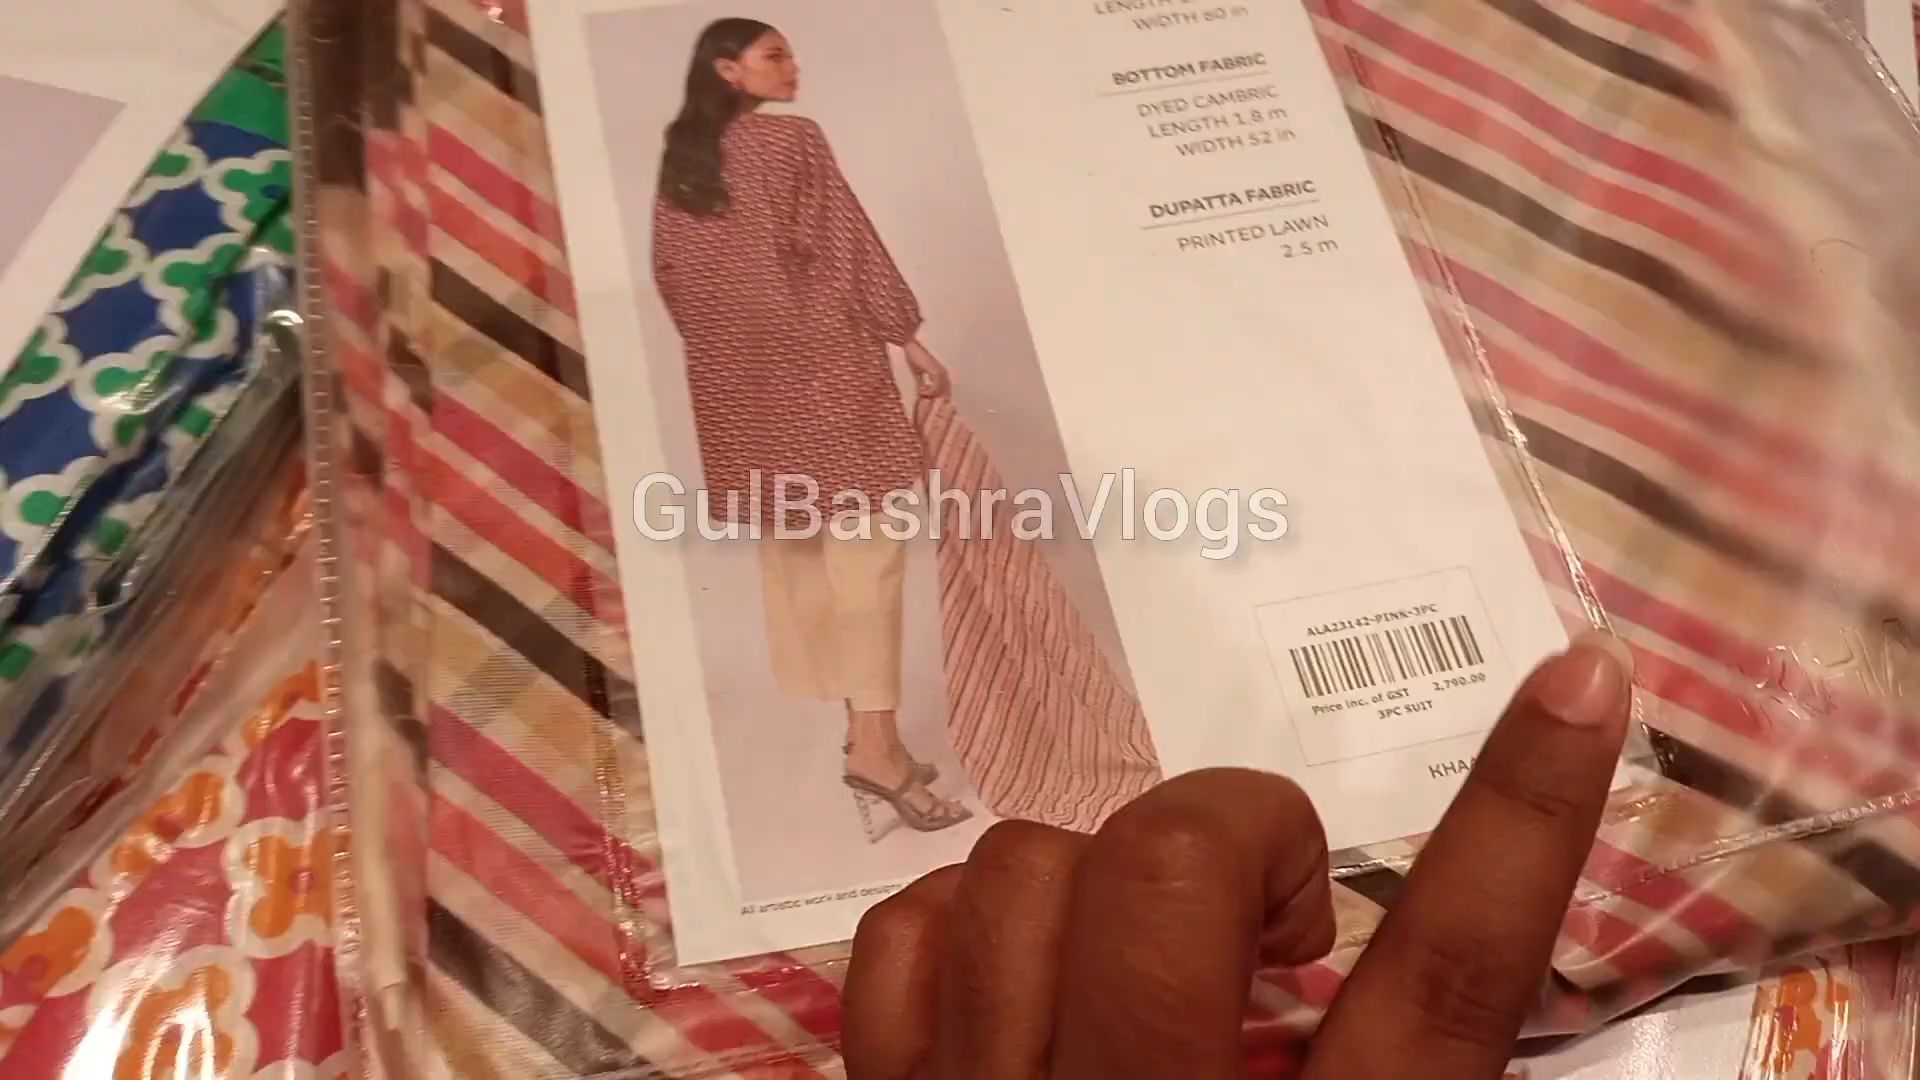 WIDTH 60 in
BOTTOM FABRIC
DYED CAMBRIC
LENGTH 1.8 m
WIDTH 52 in
DUPATTA FABRIC
PRINTED LAWN
2.5 m
GulBashraVlogs
ALA23142-PINK-3PC
Price inc. of GST 2,790.00
3PC SUIT
All artistic work and designs